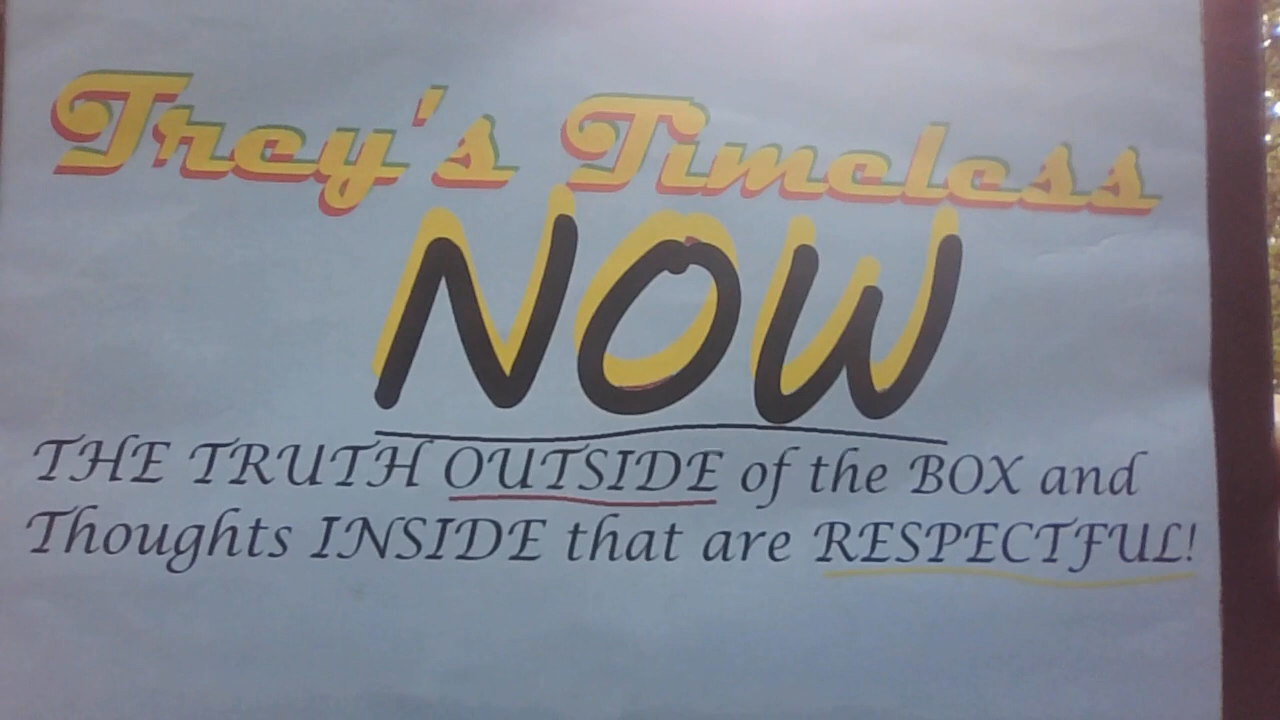 Trey's Timeless
NOW
THE TRUTH OUTSIDE of the BOX and
Thoughts INSIDE that are RESPECTFUL!